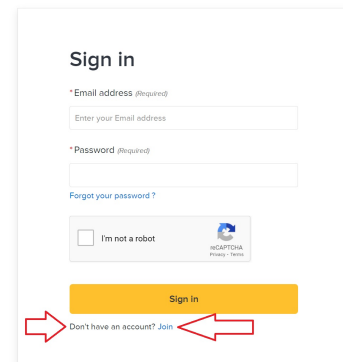 Sign in
*Email address (Required)
Enter your Email address
*Password (Required)
Forgot your password ?
I'm not a robot
reCAPTCHA
Privacy - Terms
Sign in
Don't have an account? Join